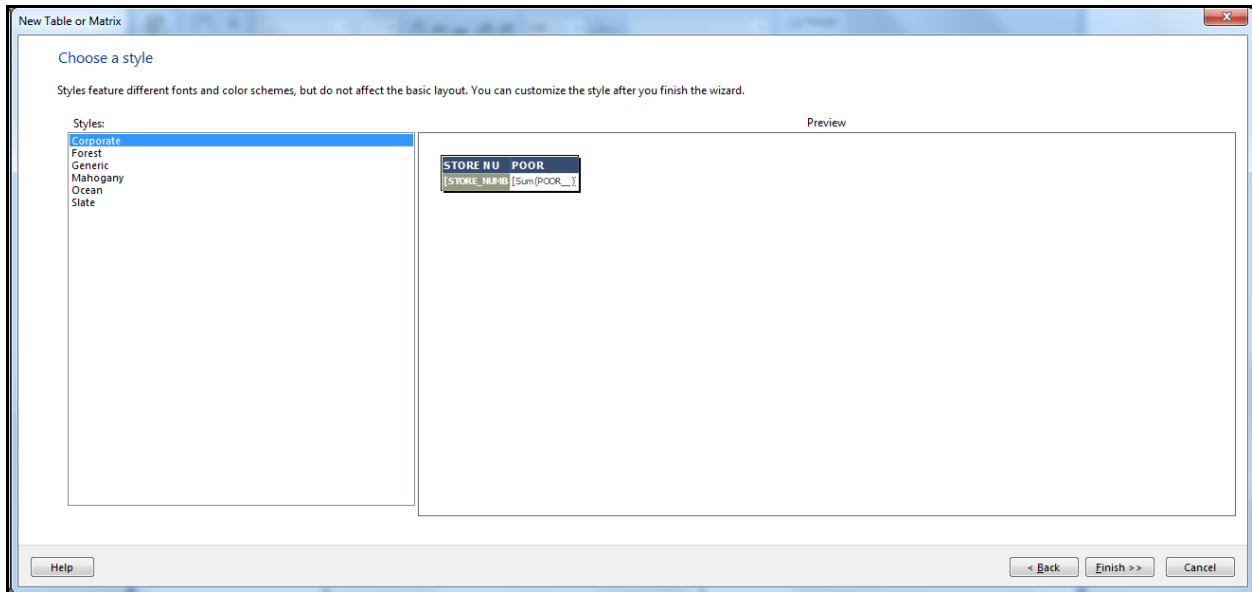 New Table or Matrix
Choose a style
Styles feature different fonts and color schemes, but do not affect the basic layout. You can customize the style after you finish the wizard.
Styles:
Preview
Corporate
Forest
Generic
Mahogany
Ocean
Slate
STORE NU POOR
[STORE_NUMB [Sum(POOR__)]
Help
< Back Finish >> Cancel